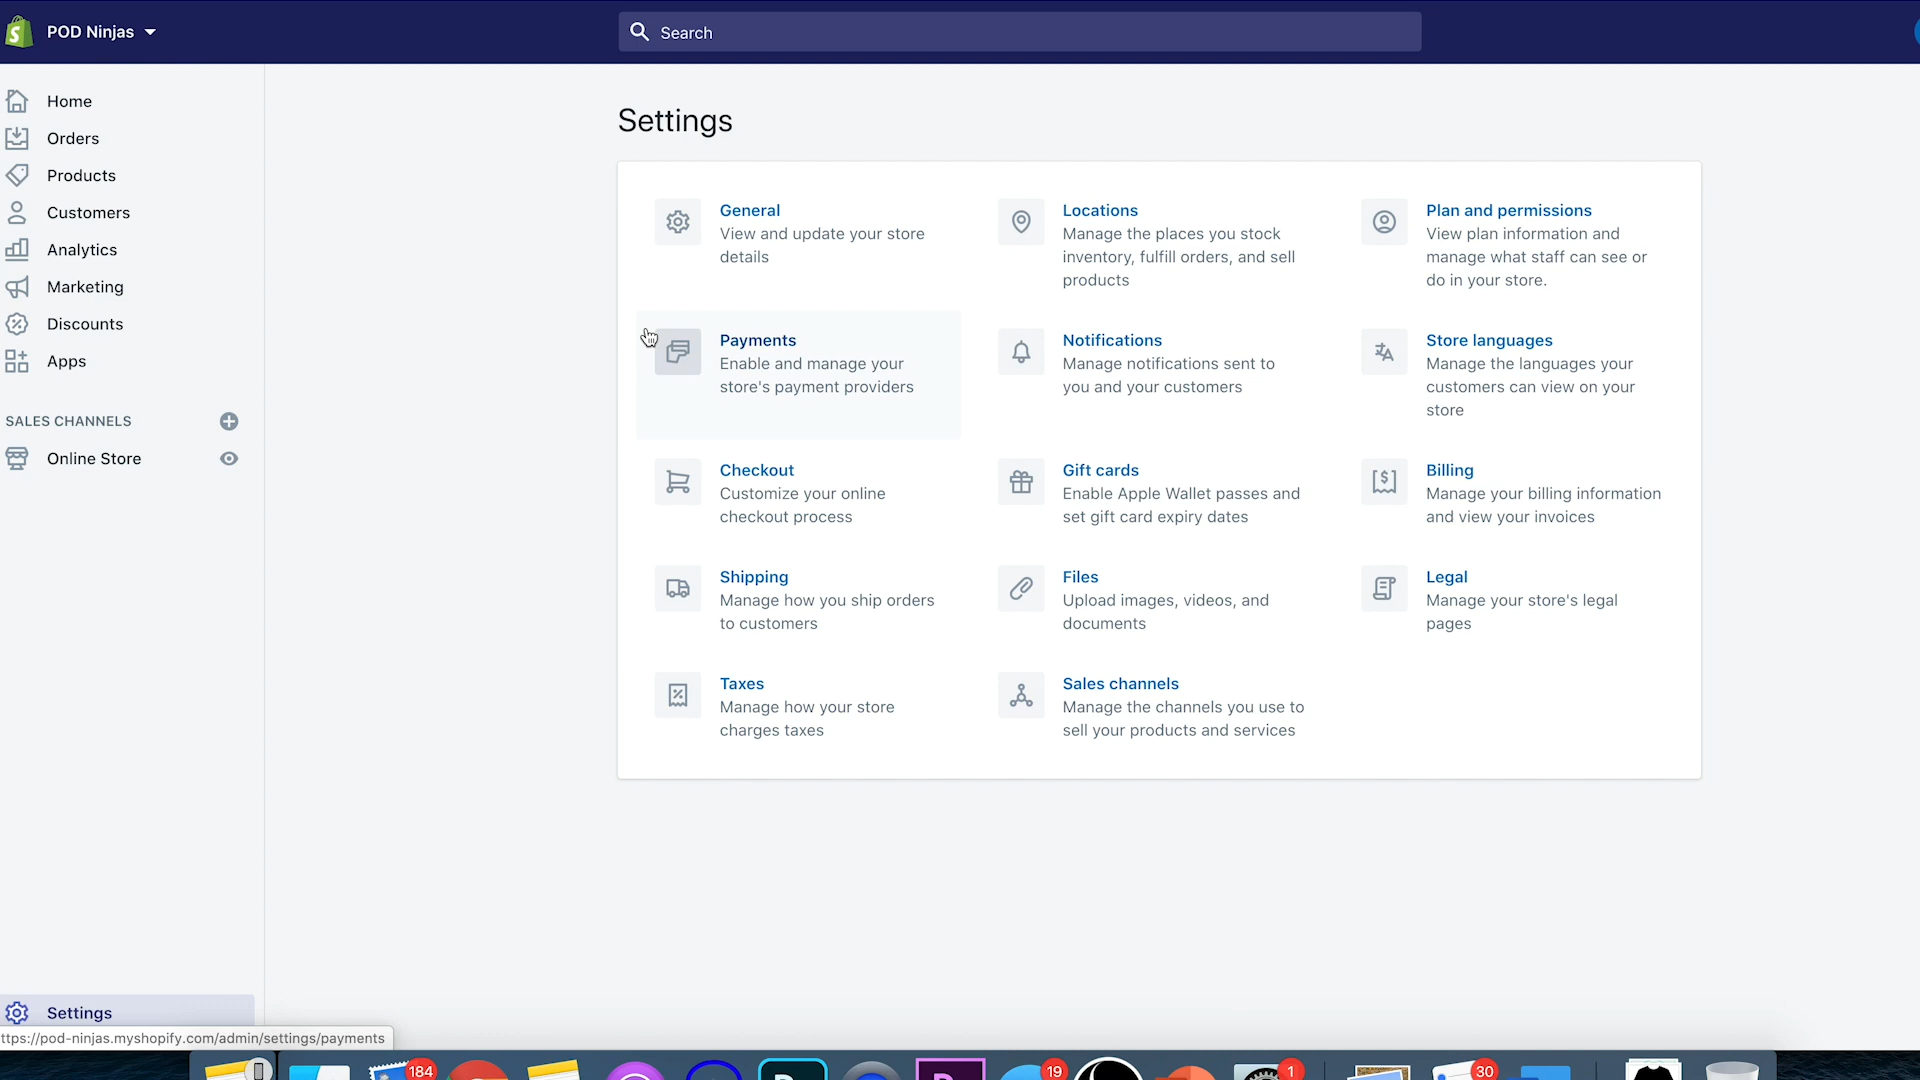 POD Ninjas
Search
Home
Orders
Products
Customers
Analytics
Marketing
Discounts
Apps
SALES CHANNELS
Online Store
Settings
Settings
General
View and update your store
details
Locations
Manage the places you stock
inventory, fulfill orders, and sell
products
Plan and permissions
View plan information and
manage what staff can see or
do in your store.
Payments
Enable and manage your
store's payment providers
Notifications
Manage notifications sent to
you and your customers
Store languages
Manage the languages your
customers can view on your
store
Checkout
Customize your online
checkout process
Gift cards
Enable Apple Wallet passes and
set gift card expiry dates
Billing
Manage your billing information
and view your invoices
Shipping
Manage how you ship orders
to customers
Files
Upload images, videos, and
documents
Legal
Manage your store's legal
pages
Taxes
Manage how your store
charges taxes
Sales channels
Manage the channels you use to
sell your products and services
ttps://pod-ninjas.myshopify.com/admin/settings/payments
184
19
1
30